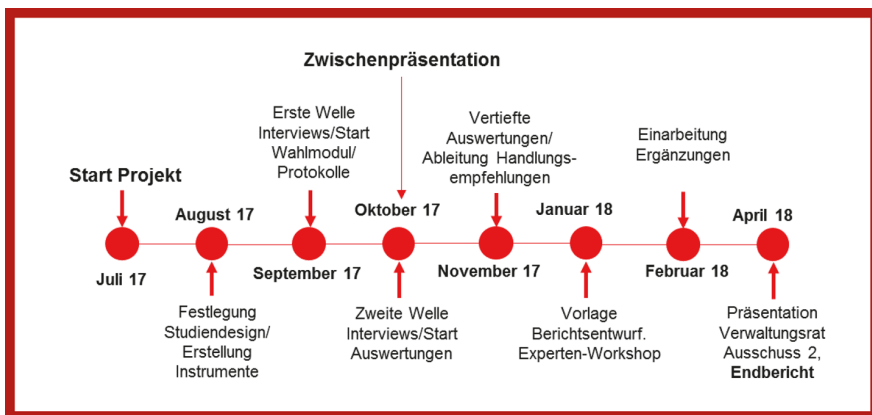 Zwischenpräsentation
Erste Welle
Interviews/Start
Wahlmodul/
Protokolle
Vertiefte
Auswertungen/
Ableitung Handlungs-
empfehlungen
Einarbeitung
Ergänzungen
Start Projekt
August 17
Oktober 17
Januar 18
April 18
Juli 17
September 17
November 17
Februar 18
Festlegung
Studiendesign/
Erstellung
Instrumente
Zweite Welle
Interviews/Start
Auswertungen
Vorlage
Berichtsentwurf.
Experten-Workshop
Präsentation
Verwaltungsrat
Ausschuss 2,
Endbericht